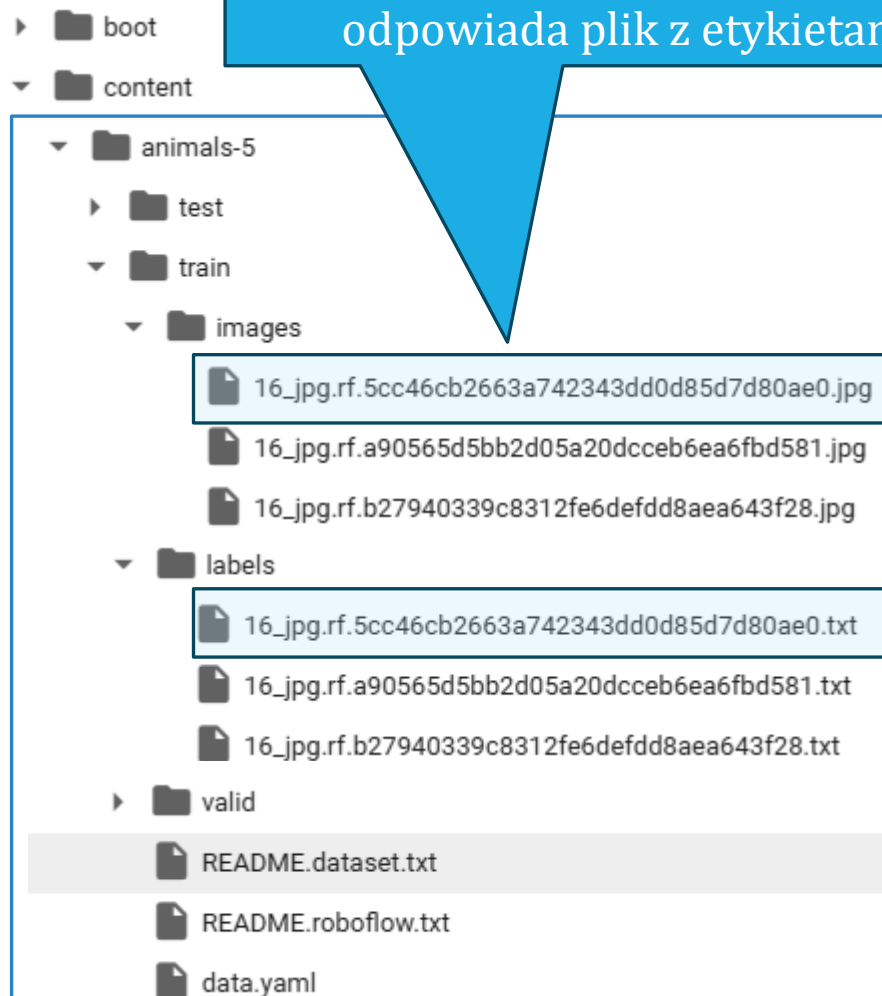 boot
odpowiada plik z
content
animals-5
test
train
images
16_jpg.rf.5cc46cb2663a742343dd0d85d7d80ae0.jpg
16_jpg.rf.a90565d5bb2d05a20dcceb6ea6fbd581.jpg
16_jpg.rf.b27940339c8312fe6defdd8aea643f28.jpg
labels
16_jpg.rf.5cc46cb2663a742343dd0d85d7d80ae0.txt
16_jpg.rf.a90565d5bb2d05a20dcceb6ea6fbd581.txt
16_jpg.rf.b27940339c8312fe6defdd8aea643f28.txt
valid
README.dataset.txt
README.roboflow.txt
data.yaml